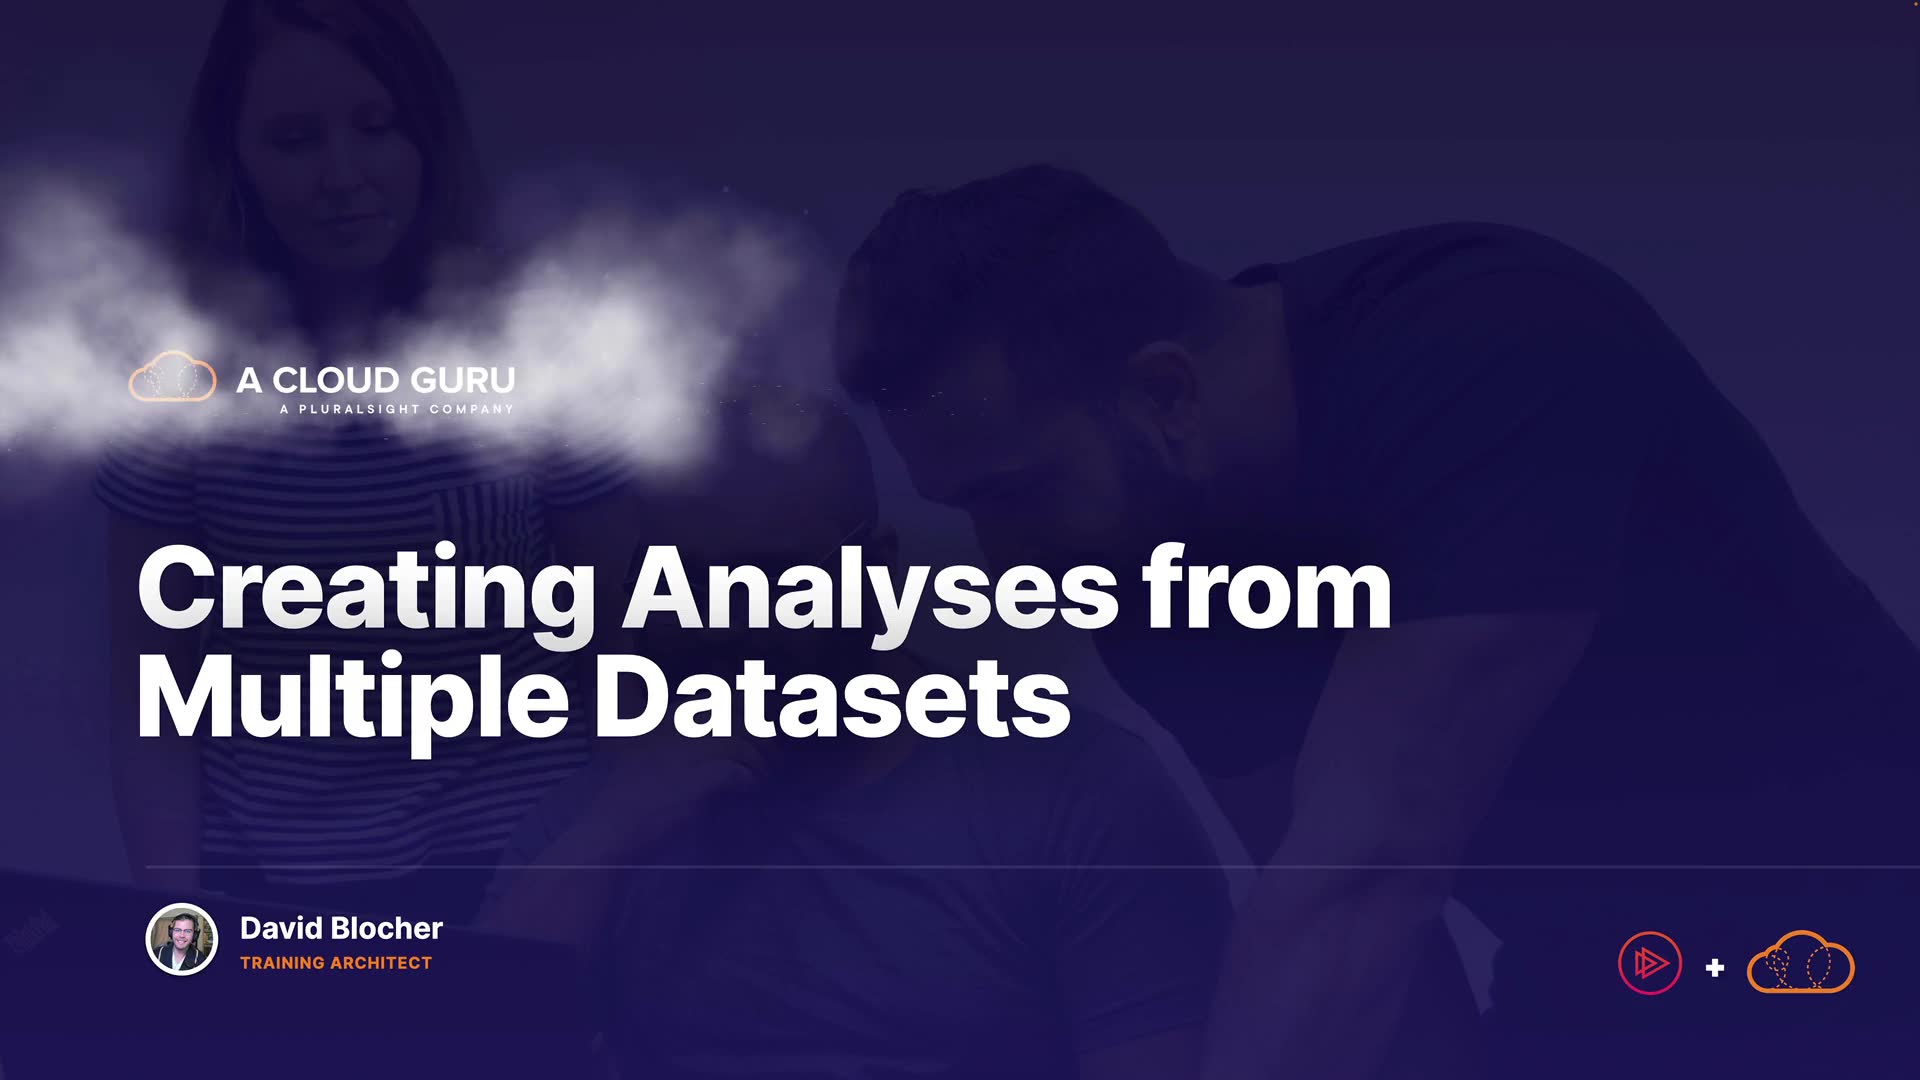 A CLOUD GURU
A PLURALSIGHT COMPANY
Creating Analyses from
Multiple Datasets
David Blocher
TRAINING ARCHITECT
+